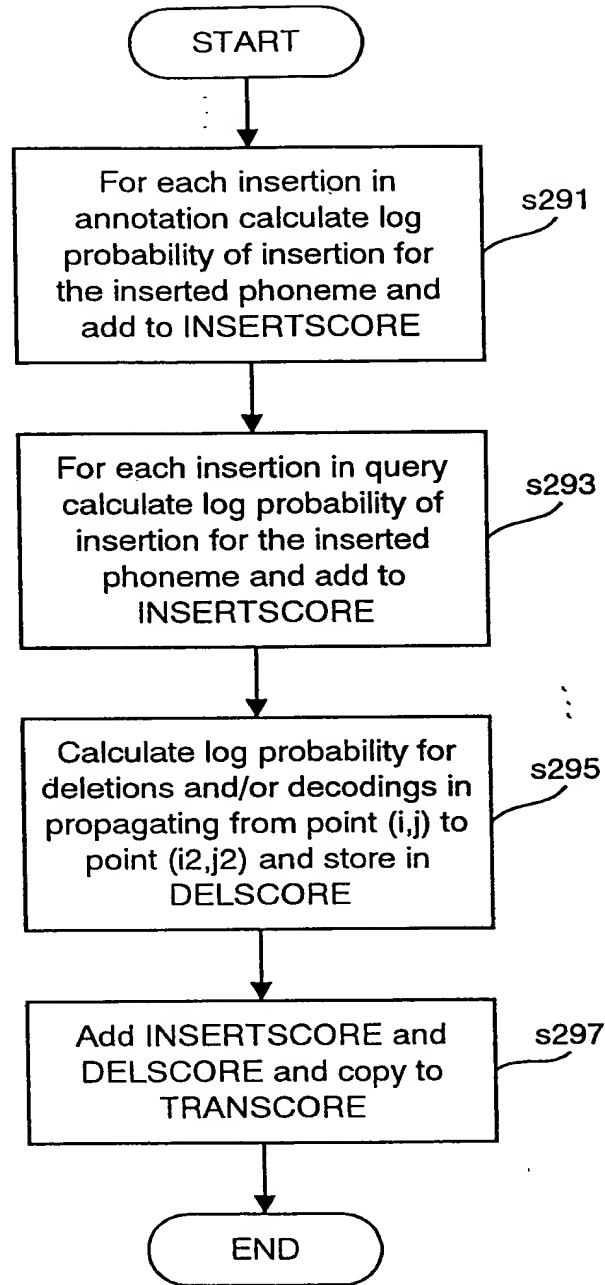 START
For each insertion in
annotation calculate log
probability of insertion for
the inserted phoneme and
add to INSERTSCORE
s291
For each insertion in query
calculate log probability of
insertion for the inserted
phoneme and add to
INSERTSCORE
s293
Calculate log probability for
deletions and/or decodings in
propagating from point (i,j) to
point (i2,j2) and store in
DELSCORE
s295
Add INSERTSCORE and
DELSCORE and copy to
TRANSCORE
s297
END